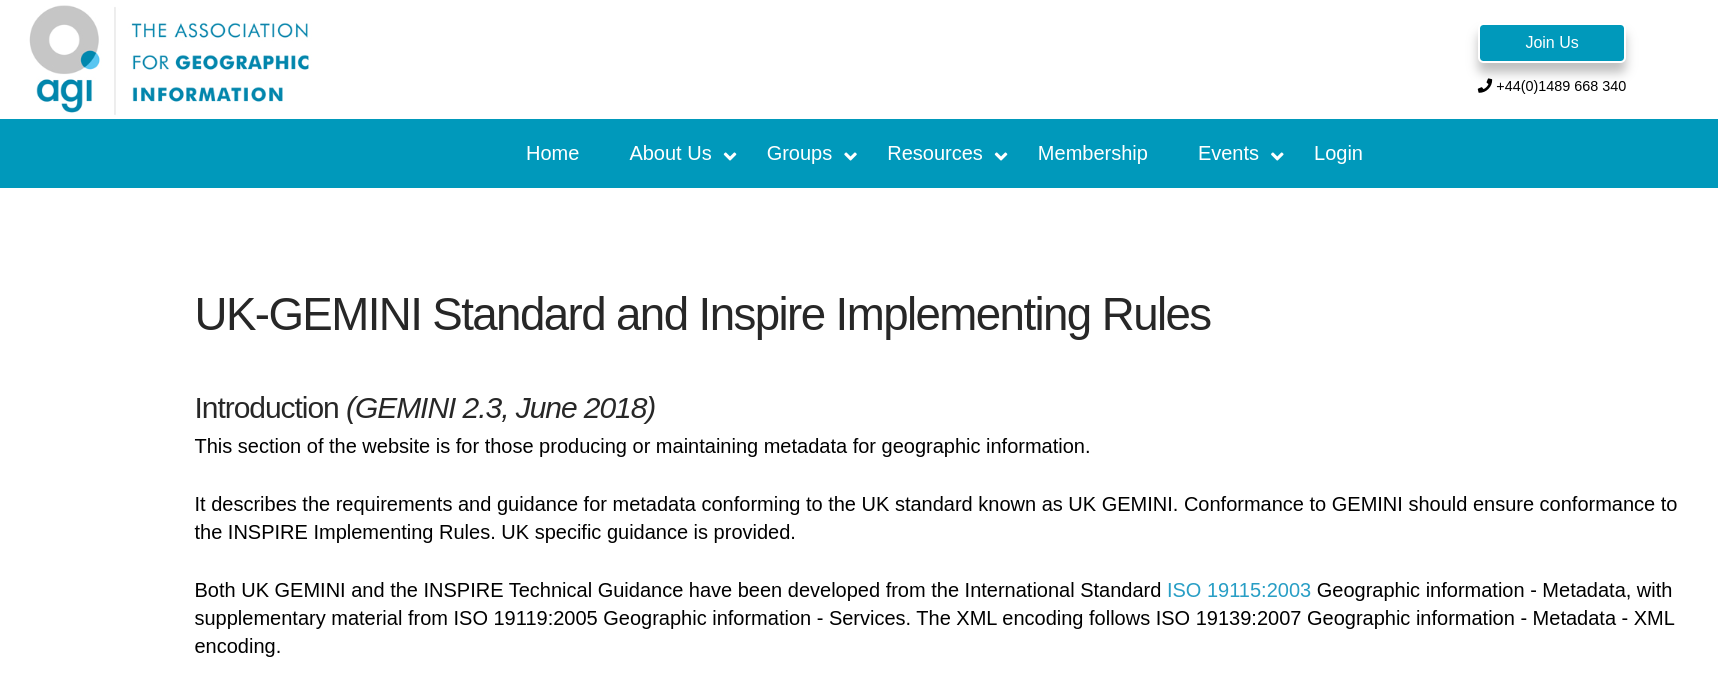 THE ASSOCIATION
FOR GEOGRAPHIC
INFORMATION
agi
Join Us
+44(0)1489 668 340
Home About Us Groups Resources Membership Events Login
UK-GEMINI Standard and Inspire Implementing Rules
Introduction (GEMINI 2.3, June 2018)
This section of the website is for those producing or maintaining metadata for geographic information.
It describes the requirements and guidance for metadata conforming to the UK standard known as UK GEMINI. Conformance to GEMINI should ensure conformance to
the INSPIRE Implementing Rules. UK specific guidance is provided.
Both UK GEMINI and the INSPIRE Technical Guidance have been developed from the International Standard ISO 19115:2003 Geographic information - Metadata, with
supplementary material from ISO 19119:2005 Geographic information - Services. The XML encoding follows ISO 19139:2007 Geographic information - Metadata - XML
encoding.